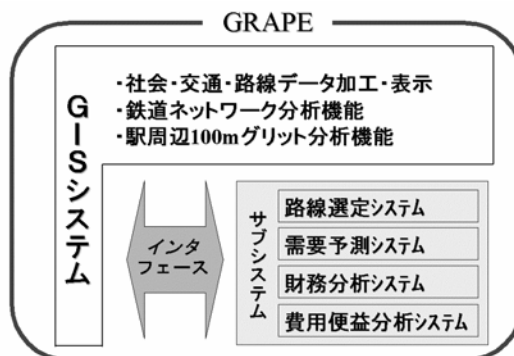 GRAPE
GISシステム
・社会・交通・路線データ加工・表示
・鉄道ネットワーク分析機能
・駅周辺100mグリット分析機能
インタ
フェース
サブシステム
路線選定システム
需要予測システム
財務分析システム
費用便益分析システム